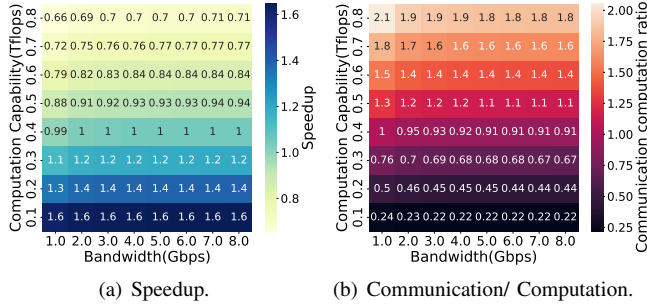 Computation Capability(Tflops)
0.8 0.66 0.69 0.7 0.7 0.7 0.7 0.71 0.71
0.7 0.72 0.75 0.76 0.76 0.77 0.77 0.77 0.77
0.6 0.79 0.82 0.83 0.84 0.84 0.84 0.84 0.84
0.5 0.88 0.91 0.92 0.93 0.93 0.93 0.94 0.94
0.4 0.99 1 1 1 1 1 1 1
0.3 1.1 1.2 1.2 1.2 1.2 1.2 1.2 1.2
0.2 1.3 1.4 1.4 1.4 1.4 1.4 1.4 1.4
0.1 1.6 1.6 1.6 1.6 1.6 1.6 1.6 1.6
1.0 2.0 3.0 4.0 5.0 6.0 7.0 8.0
Bandwidth(Gbps)
1.6
1.4
1.2
1.0
0.8
Speedup
(a) Speedup.
Computation Capability(Tflops)
0.8 2.1 1.9 1.9 1.8 1.8 1.8 1.8 1.8
0.7 1.8 1.7 1.6 1.6 1.6 1.6 1.6 1.6
0.6 1.5 1.4 1.4 1.4 1.4 1.4 1.4 1.4
0.5 1.3 1.2 1.2 1.1 1.1 1.1 1.1 1.1
0.4 1 0.95 0.93 0.92 0.91 0.91 0.91 0.91
0.3 0.76 0.7 0.69 0.68 0.68 0.68 0.67 0.67
0.2 0.5 0.46 0.45 0.45 0.44 0.44 0.44 0.44
0.1 0.24 0.23 0.22 0.22 0.22 0.22 0.22 0.22
1.0 2.0 3.0 4.0 5.0 6.0 7.0 8.0
Bandwidth(Gbps)
2.00
1.75
1.50
1.25
1.00
0.75
0.50
0.25
Communication computation ratio
(b) Communication/ Computation.